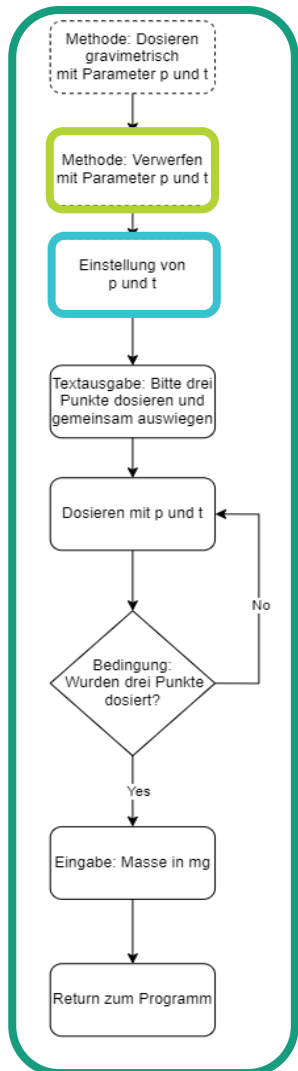 Methode: Dosieren
gravimetrisch
mit Parameter p und t
Methode: Verwerfen
mit Parameter p und t
Einstellung von
p und t
Textausgabe: Bitte drei
Punkte dosieren und
gemeinsam auswiegen
Dosieren mit p und t
No
Bedingung:
Wurden drei Punkte
dosiert?
Yes
Eingabe: Masse in mg
Return zum Programm